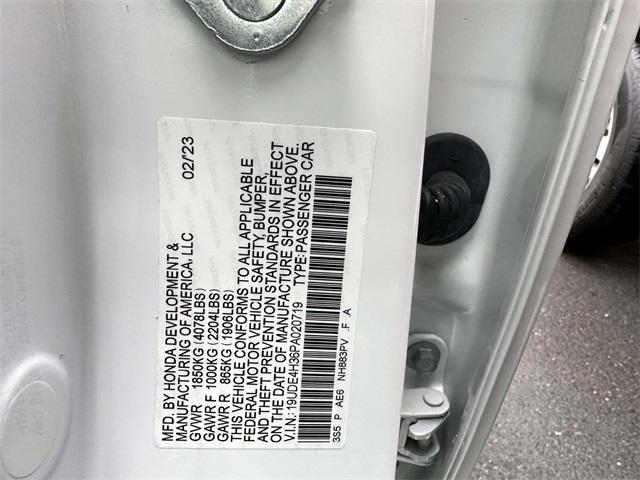 MFD. BY HONDA DEVELOPMENT &
MANUFACTURING OF AMERICA, LLC 02/'23
GVWR 1850KG(4078LBS)
GAWR F 1000KG(2204LBS)
GAWR R 865KG(1906LBS)
THIS VEHICLE CONFORMS TO ALL APPLICABLE
FEDERAL MOTOR VEHICLE SAFETY, BUMPER,
AND THEFT PREVENTION STANDARDS IN EFFECT
ON THE DATE OF MANUFACTURE SHOWN ABOVE.
V.I.N.: 19UDE4H36PA020719 TYPE: PASSENGER CAR
3S5 P AE6 NH883PV .F .A